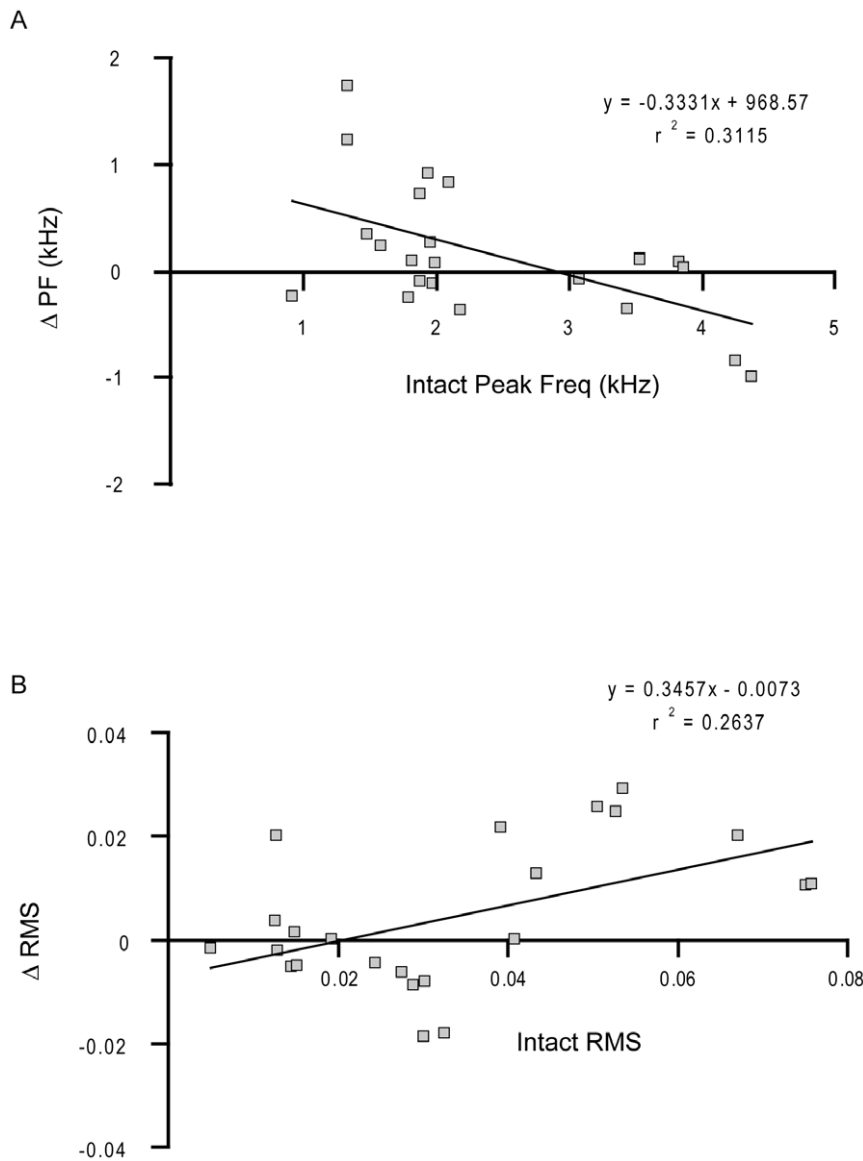 A
2
y = -0.3331x + 968.57
r 2 = 0.3115
1
Δ PF (kHz)
0
1 2 3 4 5
Intact Peak Freq (kHz)
-1
-2
B
y = 0.3457x - 0.0073
r 2 = 0.2637
0.04
0.02
Δ RMS
0
0.02 0.04 0.06 0.08
Intact RMS
-0.02
-0.04